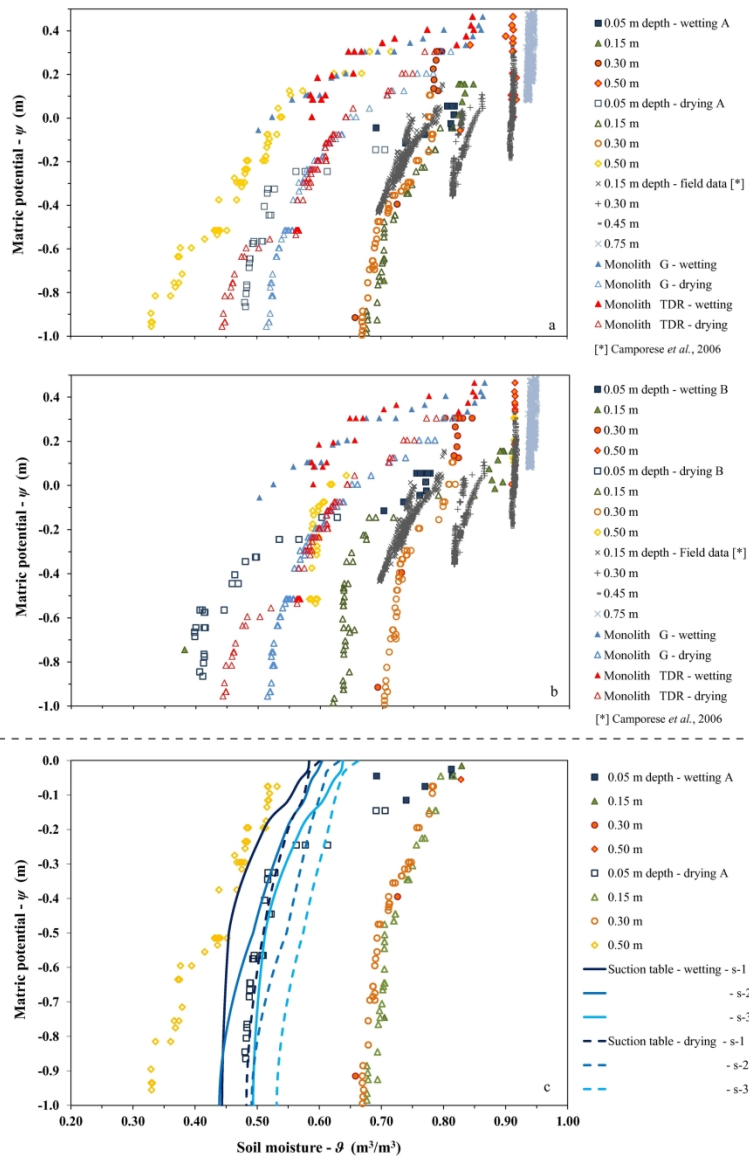 Matric potential - ψ (m)
0.4
0.2
0.0
-0.2
-0.4
-0.6
-0.8
-1.0
a
0.05 m depth - wetting A
0.15 m
0.30 m
0.50 m
0.05 m depth - drying A
0.15 m
0.30 m
0.50 m
0.15 m depth - field data [*]
0.30 m
0.45 m
0.75 m
Monolith G - wetting
Monolith G - drying
Monolith TDR - wetting
Monolith TDR - drying
[*] Camporese et al., 2006
Matric potential - ψ (m)
0.4
0.2
0.0
-0.2
-0.4
-0.6
-0.8
-1.0
b
0.05 m depth - wetting B
0.15 m
0.30 m
0.50 m
0.05 m depth - drying B
0.15 m
0.30 m
0.50 m
0.15 m depth - Field data [*]
0.30 m
0.45 m
0.75 m
Monolith G - wetting
Monolith G - drying
Monolith TDR - wetting
Monolith TDR - drying
[*] Camporese et al., 2006
Matric potential - ψ (m)
0.0
-0.1
-0.2
-0.3
-0.4
-0.5
-0.6
-0.7
-0.8
-0.9
-1.0
c
0.20 0.30 0.40 0.50 0.60 0.70 0.80 0.90 1.00
Soil moisture - ϑ (m³/m³)
0.05 m depth - wetting A
0.15 m
0.30 m
0.50 m
0.05 m depth - drying A
0.15 m
0.30 m
0.50 m
Suction table - wetting - s-1
- s-2
- s-3
Suction table - drying - s-1
- s-2
- s-3